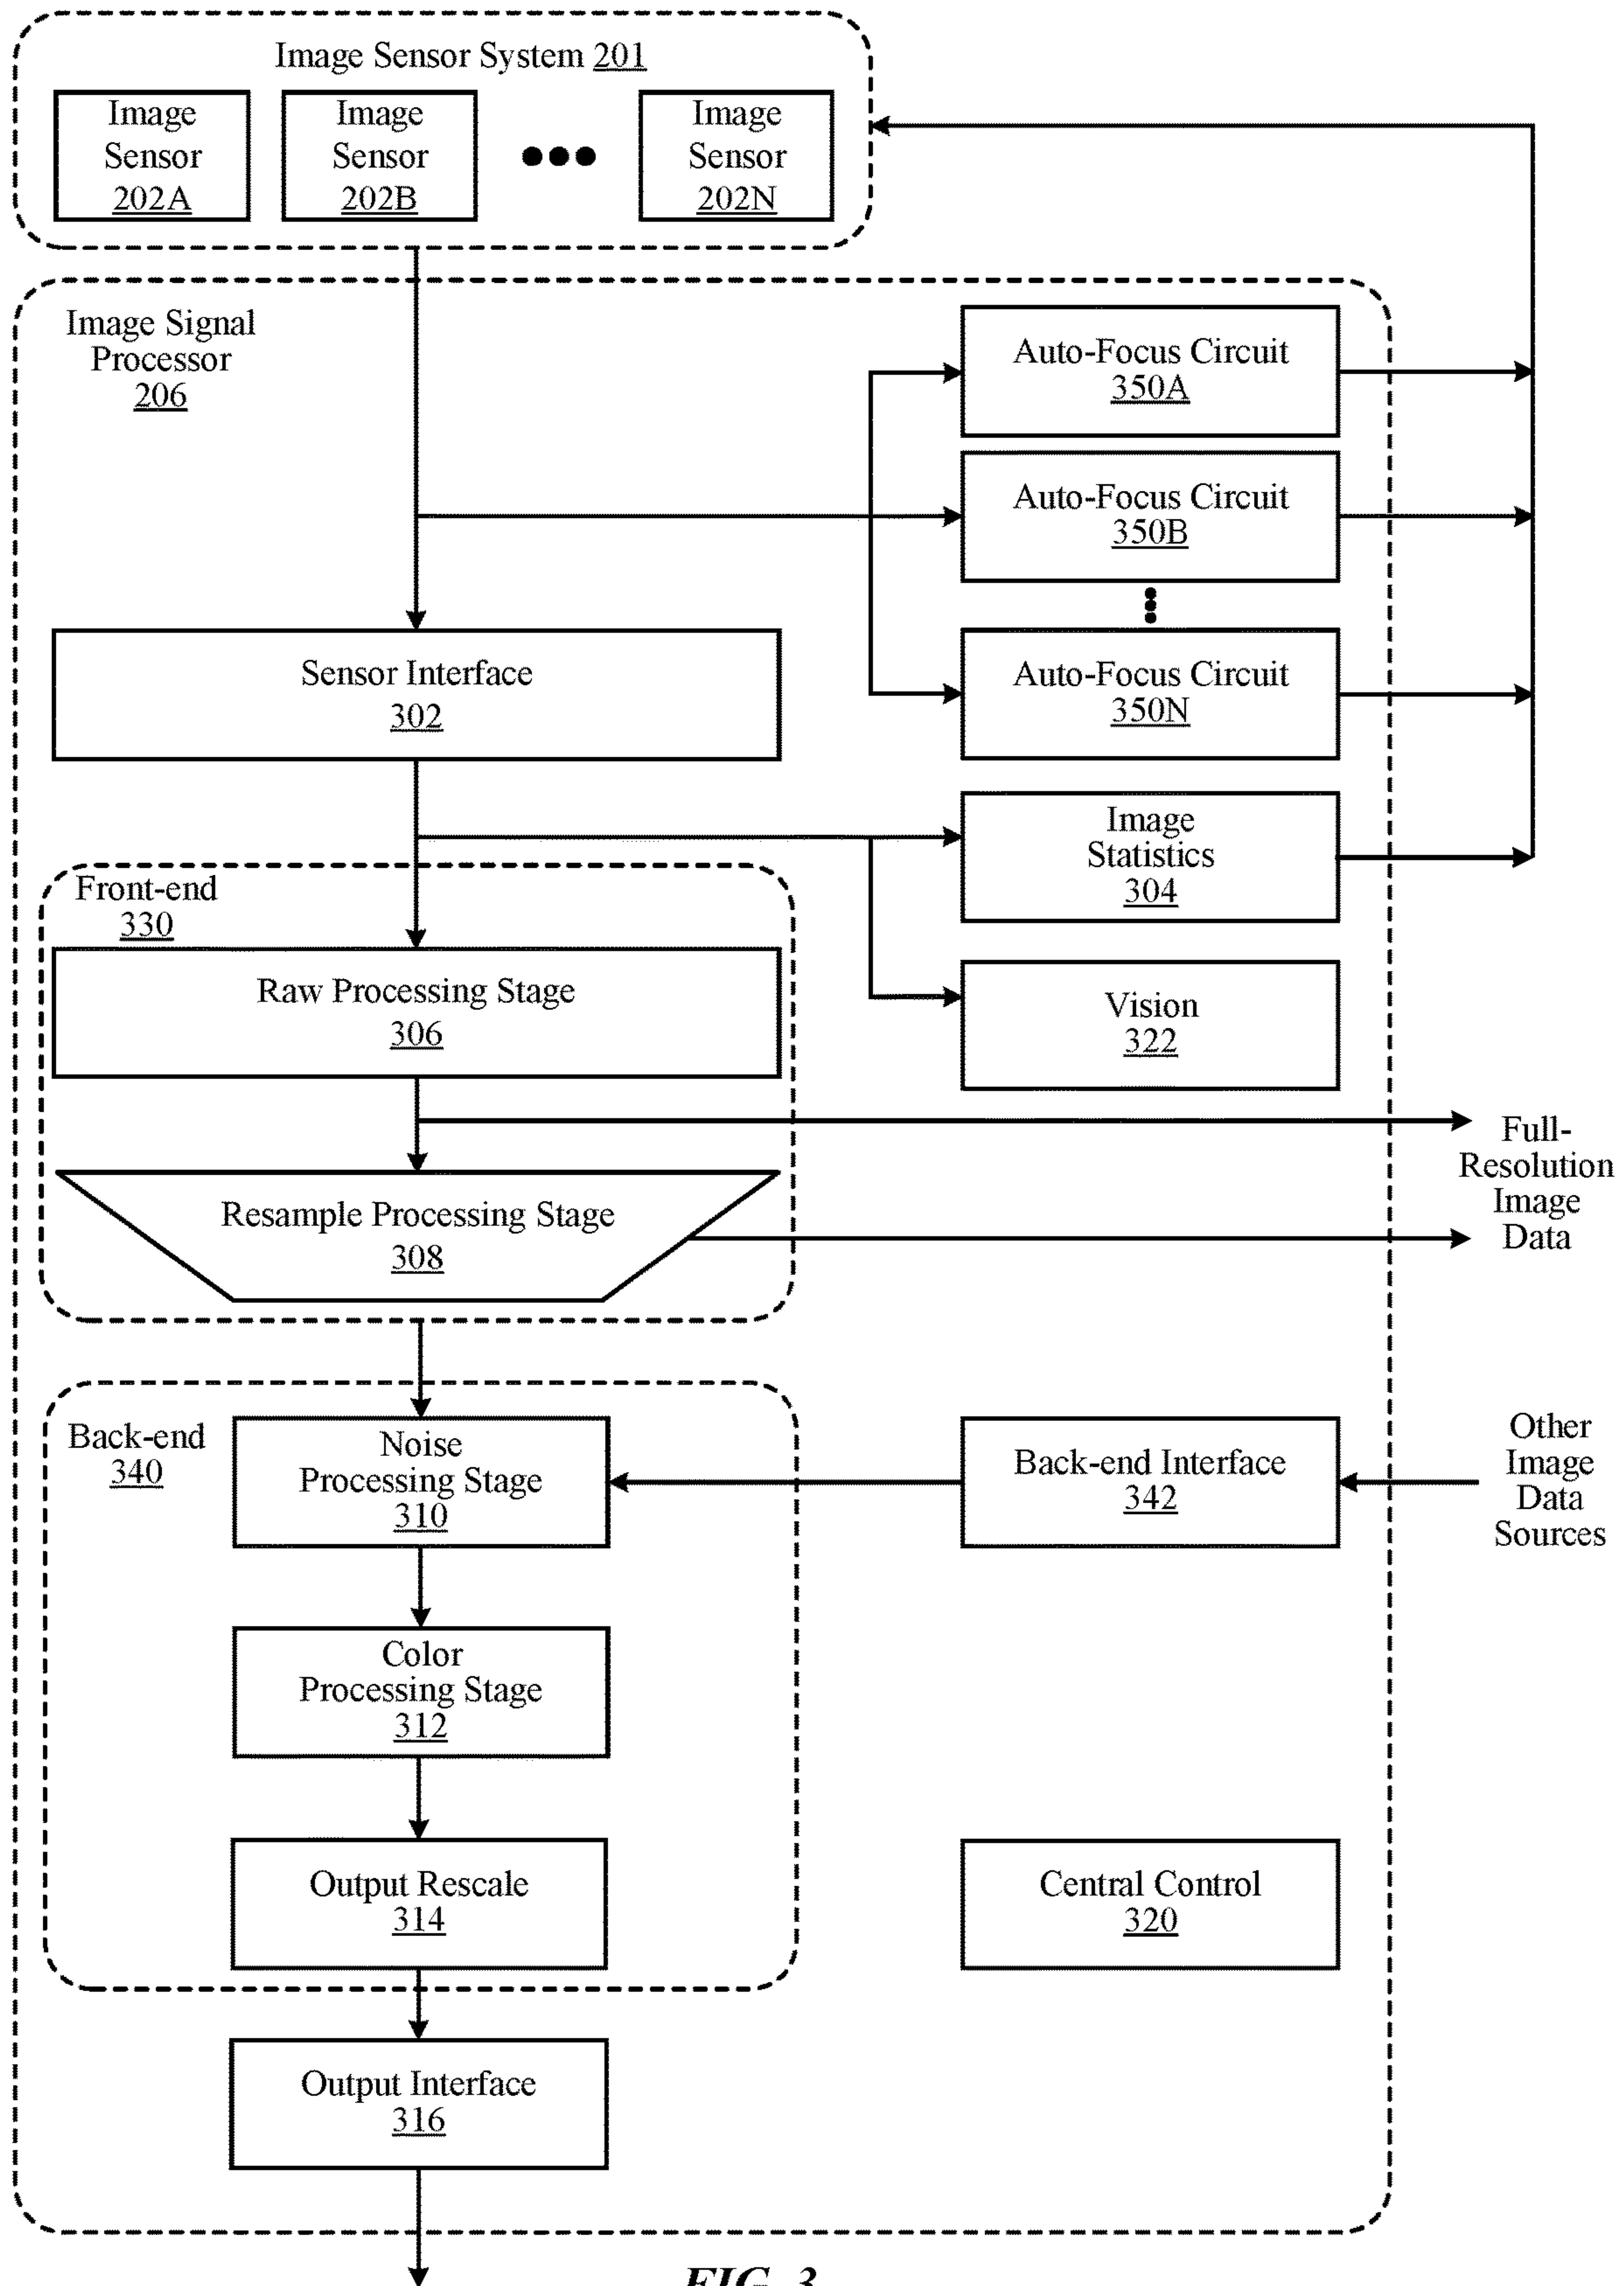 Image Sensor System 201
Image
Sensor
202A
Image
Sensor
202B
Image
Sensor
202N
Image Signal
Processor
206
Auto-Focus Circuit
350A
Auto-Focus Circuit
350B
Auto-Focus Circuit
350N
Sensor Interface
302
Image
Statistics
304
Front-end
330
Raw Processing Stage
306
Vision
322
Full-
Resolution
Image
Data
Resample Processing Stage
308
Back-end
340
Noise
Processing Stage
310
Back-end Interface
342
Other
Image
Data
Sources
Color
Processing Stage
312
Output Rescale
314
Central Control
320
Output Interface
316
FIG. 3